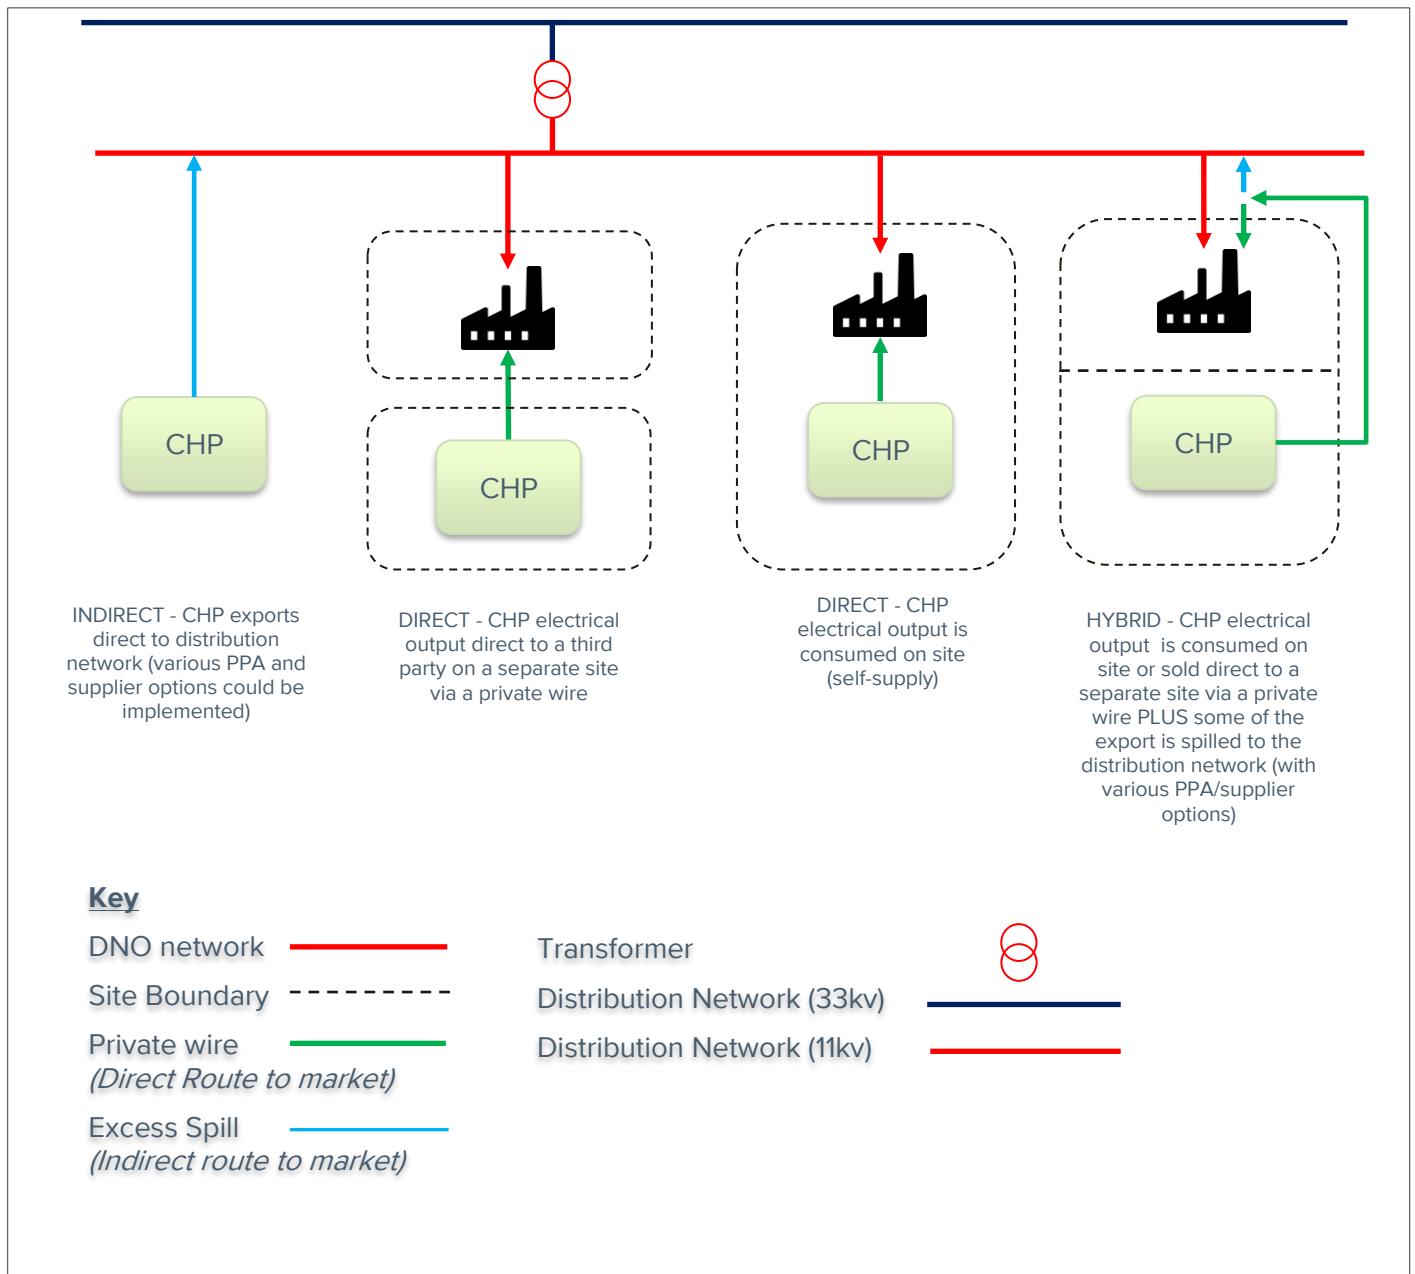 CHP
CHP
CHP
CHP
INDIRECT - CHP exports
direct to distribution
network (various PPA and
supplier options could be
implemented)
DIRECT - CHP electrical
output direct to a third
party on a separate site
via a private wire
DIRECT - CHP
electrical output is
consumed on site
(self-supply)
HYBRID - CHP electrical
output is consumed on
site or sold direct to a
separate site via a private
wire PLUS some of the
export is spilled to the
distribution network (with
various PPA/supplier
options)
Key
DNO network
Site Boundary
Private wire
(Direct Route to market)
Excess Spill
(Indirect route to market)
Transformer
Distribution Network (33kv)
Distribution Network (11kv)